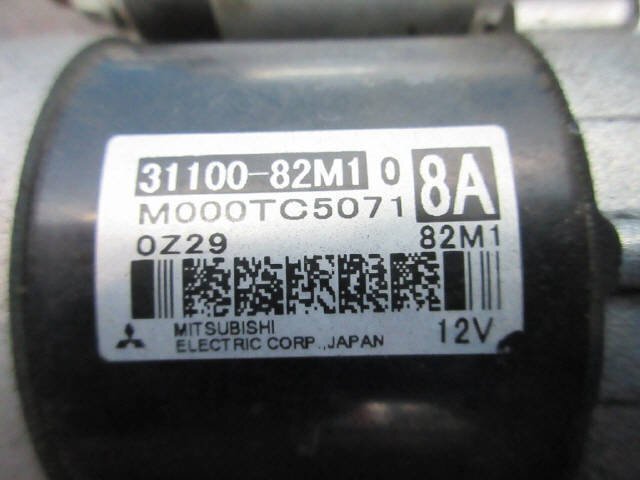 31100-82M1 0 8A
M000TC5071
0Z29 82M1
MITSUBISHI
ELECTRIC CORP.,JAPAN 12V